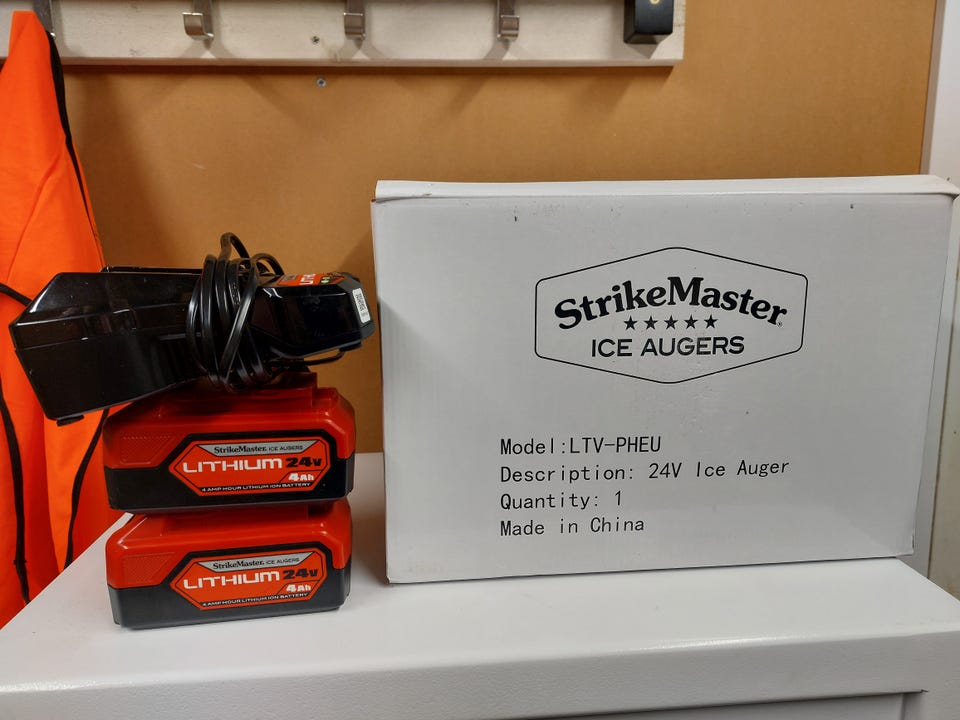 StrikeMaster®
ICE AUGERS
Model:LTV-PHEU
Description: 24V Ice Auger
Quantity: 1
Made in China
StrikeMaster. ICE AUGERS
LITHIUM 24v
4Ah
4 AMP HOUR LITHIUM ION BATTERY
StrikeMaster. ICE AUGERS
LITHIUM 24v
4Ah
4 AMP HOUR LITHIUM ION BATTERY